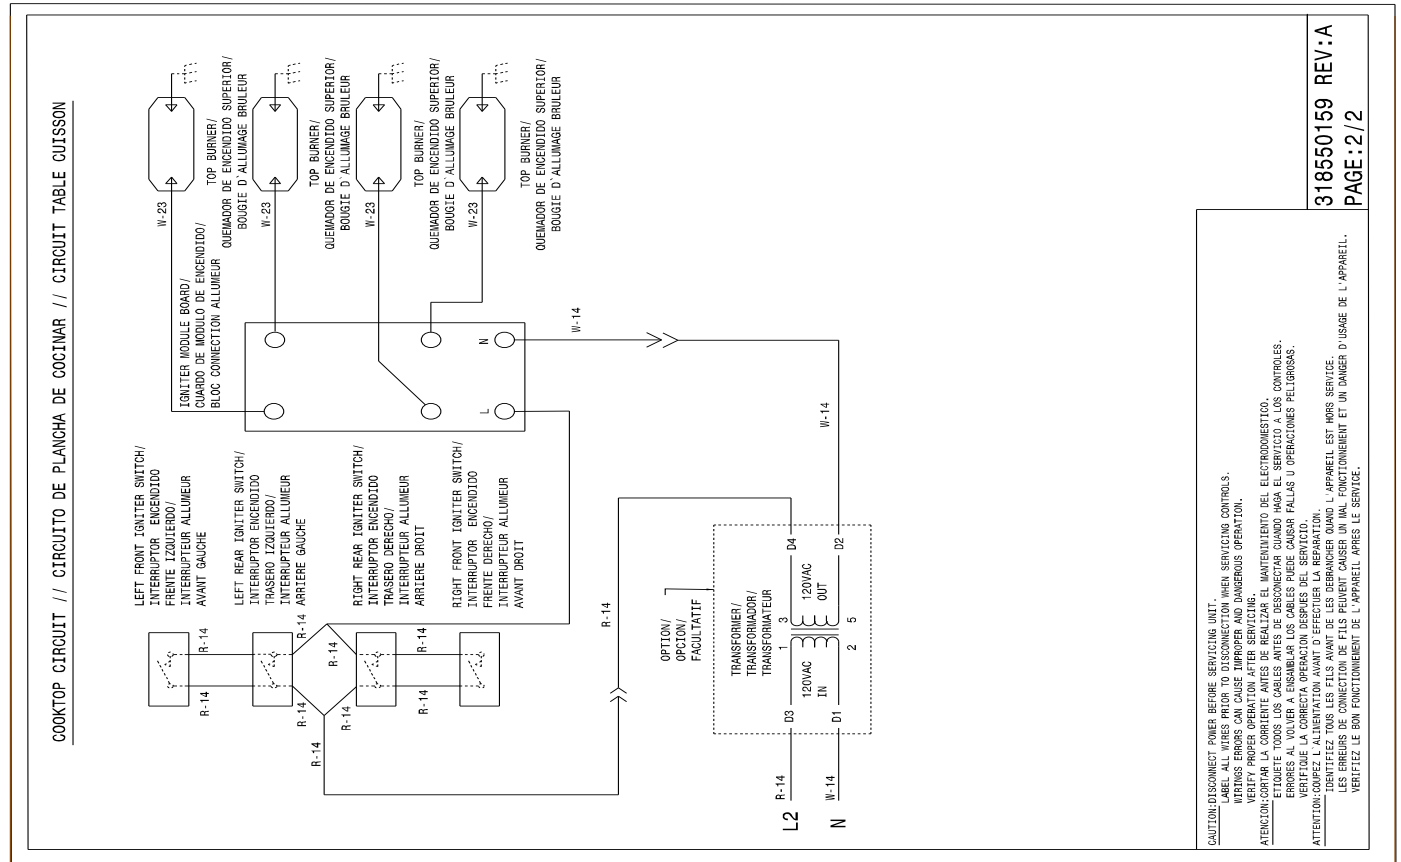 COOKTOP CIRCUIT // CIRCUITO DE PLANCHA DE COCINAR // CIRCUIT TABLE CUISSON
W-23
TOP BURNER/
QUEMADOR DE ENCENDIDO SUPERIOR/
BOUGIE D`ALLUMAGE BRULEUR
W-23
TOP BURNER/
QUEMADOR DE ENCENDIDO SUPERIOR/
BOUGIE D`ALLUMAGE BRULEUR
W-23
TOP BURNER/
QUEMADOR DE ENCENDIDO SUPERIOR/
BOUGIE D`ALLUMAGE BRULEUR
W-23
TOP BURNER/
QUEMADOR DE ENCENDIDO SUPERIOR/
BOUGIE D`ALLUMAGE BRULEUR
IGNITER MODULE BOARD/
CUARDO DE MODULO DE ENCENDIDO/
BLOC CONNECTION ALLUMEUR
N
L
W-14
W-14
LEFT FRONT IGNITER SWITCH/
INTERRUPTOR ENCENDIDO
FRENTE IZQUIERDO/
INTERRUPTEUR ALLUMEUR
AVANT GAUCHE
LEFT REAR IGNITER SWITCH/
INTERRUPTOR ENCENDIDO
TRASERO IZQUIERDO/
INTERRUPTEUR ALLUMEUR
ARRIERE GAUCHE
RIGHT REAR IGNITER SWITCH/
INTERRUPTOR ENCENDIDO
TRASERO DERECHO/
INTERRUPTEUR ALLUMEUR
ARRIERE DROIT
RIGHT FRONT IGNITER SWITCH/
INTERRUPTOR ENCENDIDO
FRENTE DERECHO/
INTERRUPTEUR ALLUMEUR
AVANT DROIT
R-14
R-14
R-14
R-14
R-14
R-14
R-14
R-14
R-14
R-14
OPTION/
OPCION/
FACULTATIF
TRANSFORMER/
TRANSFORMADOR/
TRANSFORMATEUR
D4
D2
120VAC
OUT
3
5
1
2
120VAC
IN
D3
D1
R-14
W-14
L2
N
CAUTION:DISCONNECT POWER BEFORE SERVICING UNIT.
LABEL ALL WIRES PRIOR TO DISCONNECTION WHEN SERVICING CONTROLS.
WIRINGS ERRORS CAN CAUSE IMPROPER AND DANGEROUS OPERATION.
VERIFY PROPER OPERATION AFTER SERVICING.
ATENCION:CORTAR LA CORRIENTE ANTES DE REALIZAR EL MANTENIMIENTO DEL ELECTRODOMESTICO.
ETIQUETE TODOS LOS CABLES ANTES DE DESCONECTAR CUANDO HAGA EL SERVICIO A LOS CONTROLES.
ERRORES AL VOLVER A ENSAMBLAR LOS CABLES PUEDE CAUSAR FALLAS U OPERACIONES PELIGROSAS.
VERIFIQUE LA CORRECTA OPERACION DESPUES DEL SERVICIO.
ATTENTION:COUPEZ L`ALIMENTATION AVANT D`EFFECTUER LA REPARATION.
IDENTIFIEZ TOUS LES FILS AVANT DE LES DEBRANCHER QUAND L'APPAREIL EST HORS SERVICE.
LES ERREURS DE CONNECTION DE FILS PEUVENT CAUSER UN MAL FONCTIONNEMENT ET UN DANGER D'USAGE DE L'APPAREIL.
VERIFIEZ LE BON FONCTIONNEMENT DE L'APPAREIL APRES LE SERVICE.
318550159 REV:A
PAGE:2/2